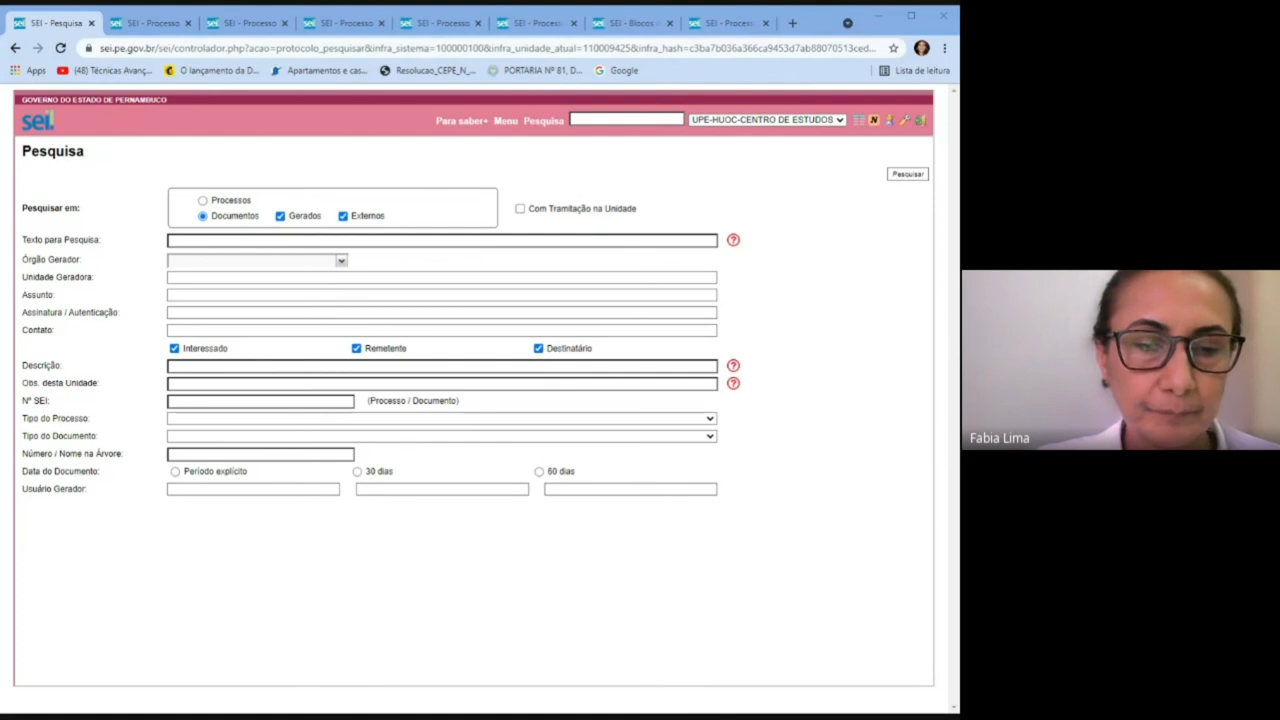 SEI - Pesquisa
SEI - Processo
SEI - Processo
SEI - Processo
SEI - Processo
SEI - Process
SEI - Blocos
SEI - Process
sei.pe.gov.br/sei/controlador.php?acao=protocolo_pesquisar&infra_sistema=100000100&infra_unidade_atual=110009425&infra_hash=c3ba7b036a366ca9453d7ab88070513ced...
Apps
(48) Técnicas Avanç...
O lançamento da D...
Apartamentos e cas...
Resolucao_CEPE_N_...
PORTARIA Nº 81, D...
Google
Lista de leitura
GOVERNO DO ESTADO DE PERNAMBUCO
sei!
Para saber+ Menu Pesquisa
UPE-HUOC-CENTRO DE ESTUDOS
Pesquisa
Pesquisar
Pesquisar em:
Processos
Documentos Gerados Externos
Com Tramitação na Unidade
Texto para Pesquisa:
Órgão Gerador:
Unidade Geradora:
Assunto:
Assinatura / Autenticação:
Contato:
Interessado Remetente Destinatário
Descrição:
Obs. desta Unidade:
Nº SEI: (Processo / Documento)
Tipo do Processo:
Tipo do Documento:
Número / Nome na Árvore:
Data do Documento: Período explícito 30 dias 60 dias
Usuário Gerador:
Fabia Lima